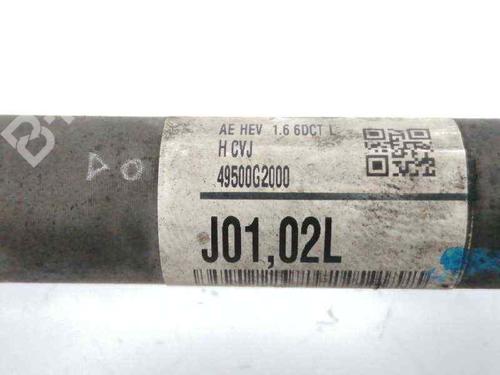 AE HEV 1.6 6DCT L
H CVJ
49500G2000
J01,02L